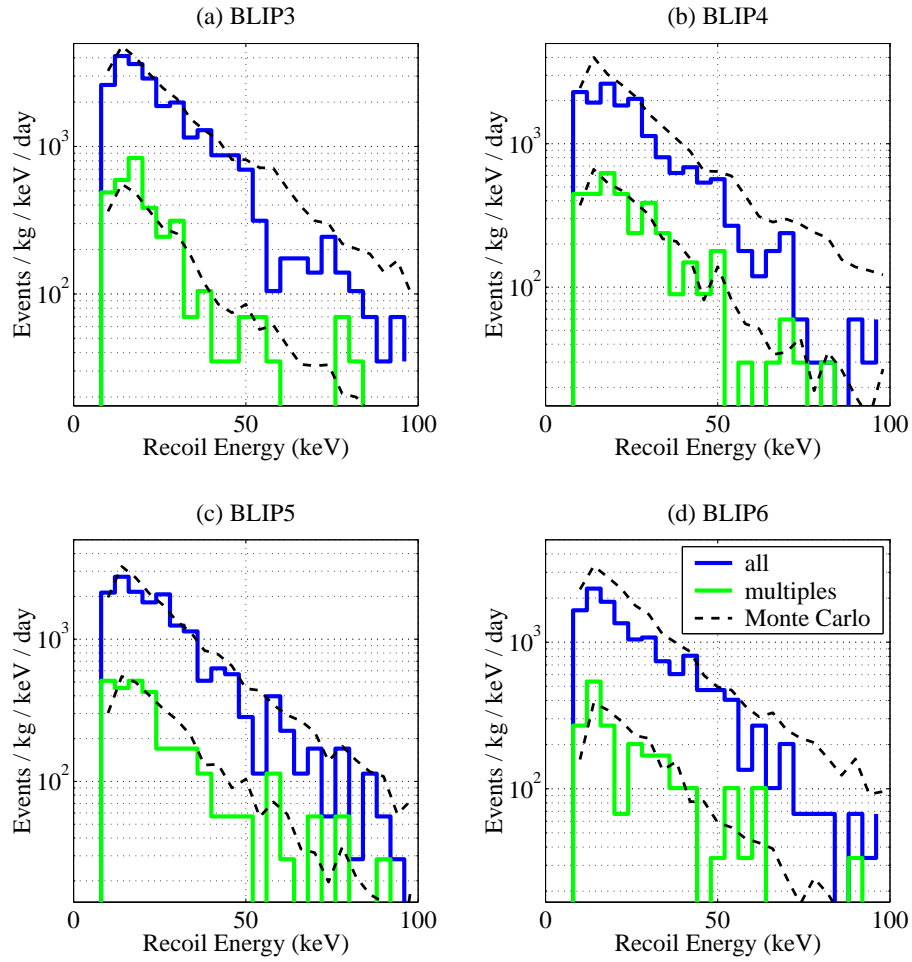 (a) BLIP3
(b) BLIP4
Events / kg / keV / day
10^3
10^2
0
50
100
Recoil Energy (keV)
Events / kg / keV / day
10^3
10^2
0
50
100
Recoil Energy (keV)
(c) BLIP5
(d) BLIP6
Events / kg / keV / day
10^3
10^2
0
50
100
Recoil Energy (keV)
Events / kg / keV / day
10^3
10^2
0
50
100
Recoil Energy (keV)
all
multiples
Monte Carlo